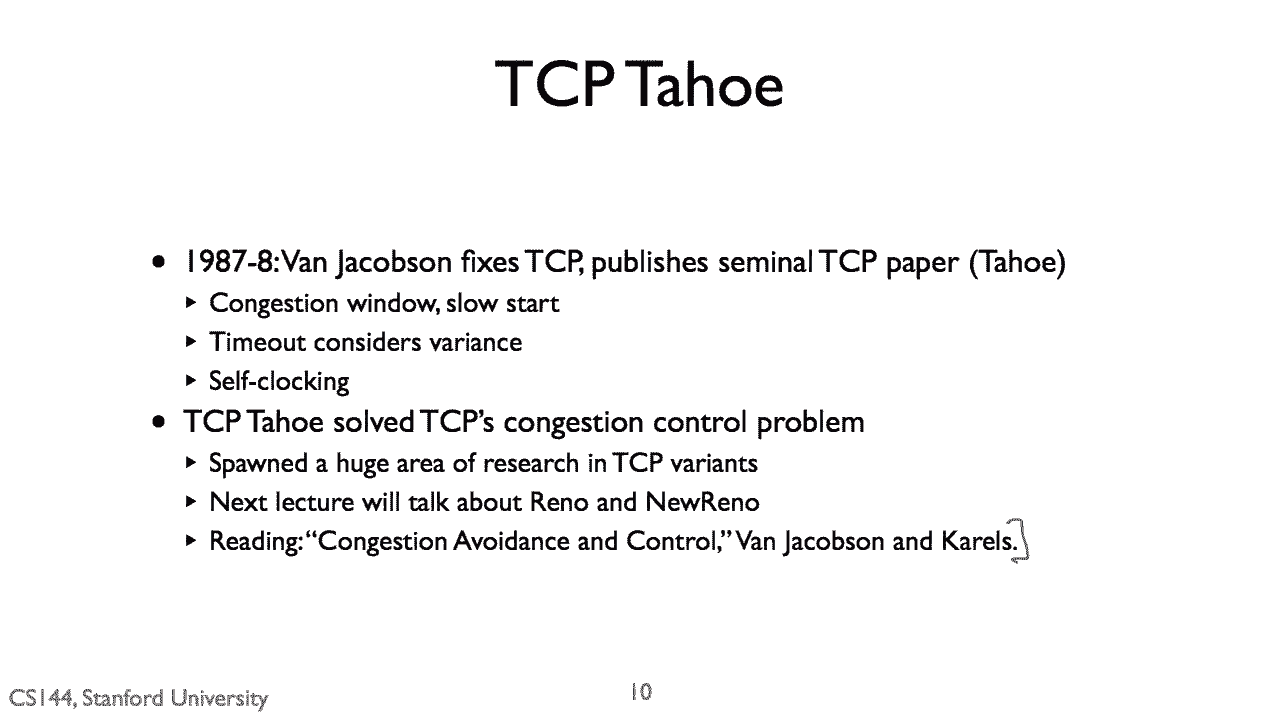 TCP Tahoe
• 1987-8: Van Jacobson fixes TCP, publishes seminal TCP paper (Tahoe)
‣ Congestion window, slow start
‣ Timeout considers variance
‣ Self-clocking
• TCP Tahoe solved TCP’s congestion control problem
‣ Spawned a huge area of research in TCP variants
‣ Next lecture will talk about Reno and NewReno
‣ Reading: “Congestion Avoidance and Control,” Van Jacobson and Karels.
CS144, Stanford University
10